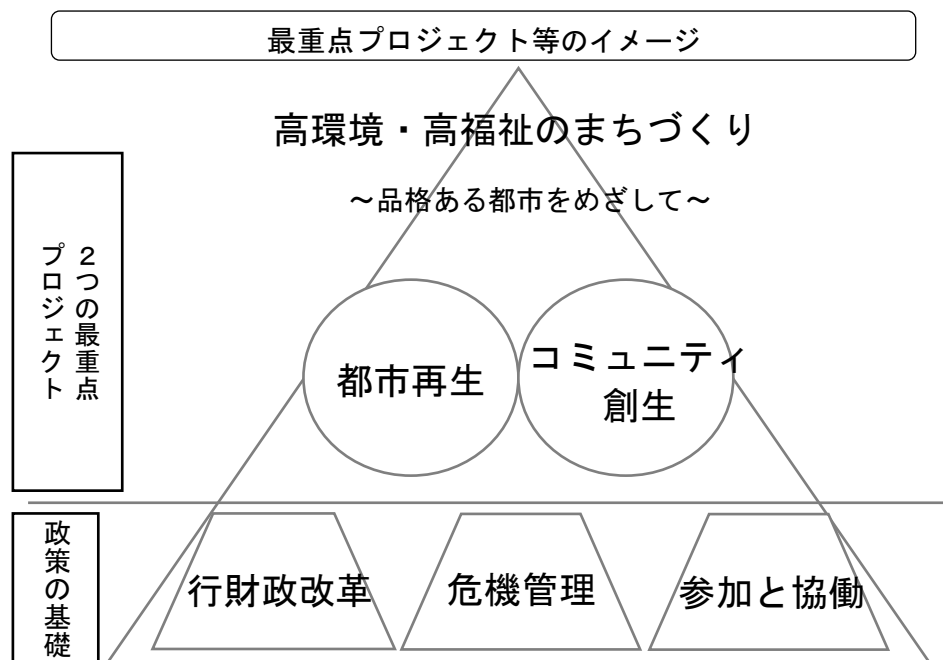 最重点プロジェクト等のイメージ
高環境・高福祉のまちづくり
～品格ある都市をめざして～
２つの最重点
プロジェクト
都市再生
コミュニティ
創生
政策の基礎
行財政改革
危機管理
参加と協働